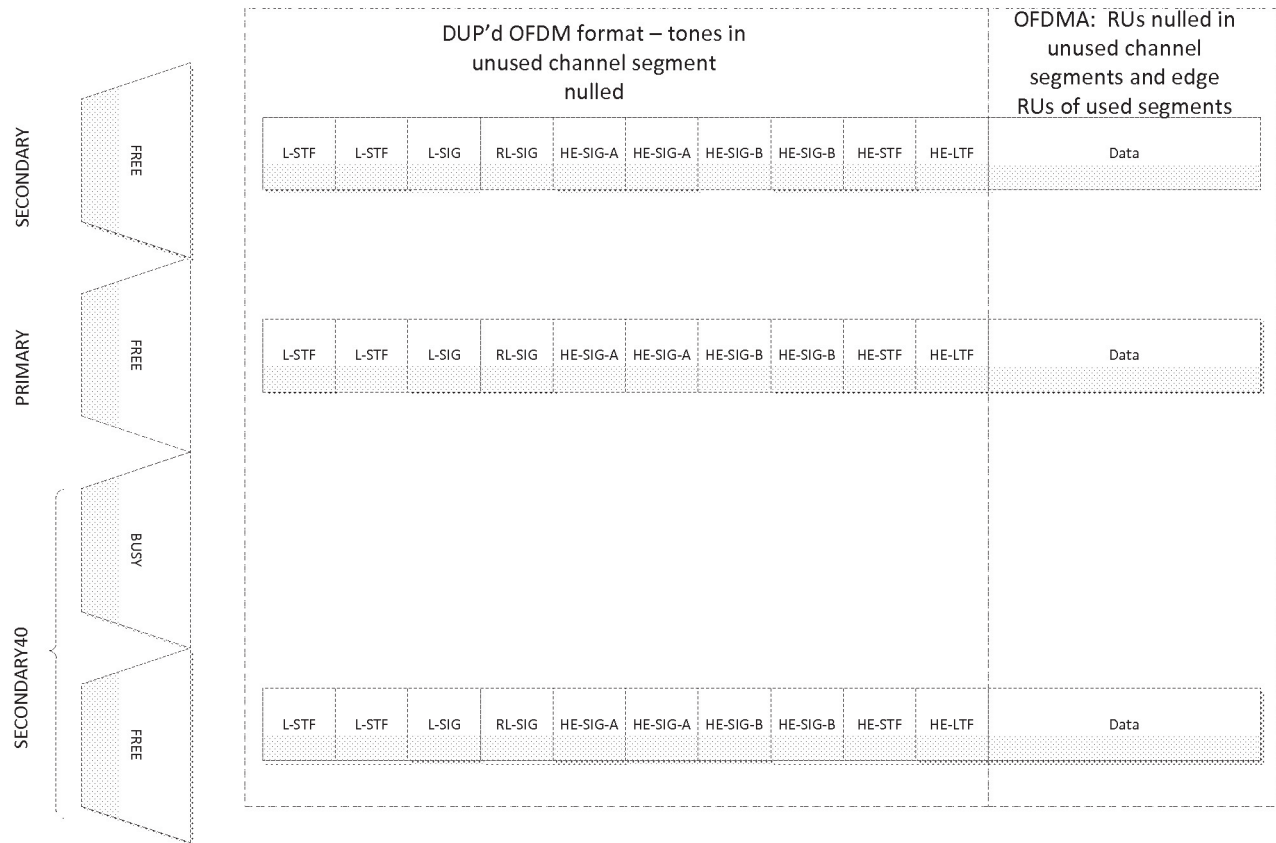 DUP'd OFDM format – tones in
unused channel segment
nulled
OFDMA: RUs nulled in
unused channel
segments and edge
RUs of used segments
SECONDARY
FREE
L-STF L-STF L-SIG RL-SIG HE-SIG-A HE-SIG-A HE-SIG-B HE-SIG-B HE-STF HE-LTF Data
PRIMARY
FREE
L-STF L-STF L-SIG RL-SIG HE-SIG-A HE-SIG-A HE-SIG-B HE-SIG-B HE-STF HE-LTF Data
SECONDARY40
BUSY
FREE
L-STF L-STF L-SIG RL-SIG HE-SIG-A HE-SIG-A HE-SIG-B HE-SIG-B HE-STF HE-LTF Data